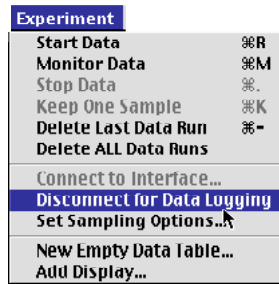 Experiment
Start Data ⌘R
Monitor Data ⌘M
Stop Data ⌘.
Keep One Sample ⌘K
Delete Last Data Run ⌘-
Delete ALL Data Runs
Connect to Interface...
Disconnect for Data Logging
Set Sampling Options...
New Empty Data Table...
Add Display...